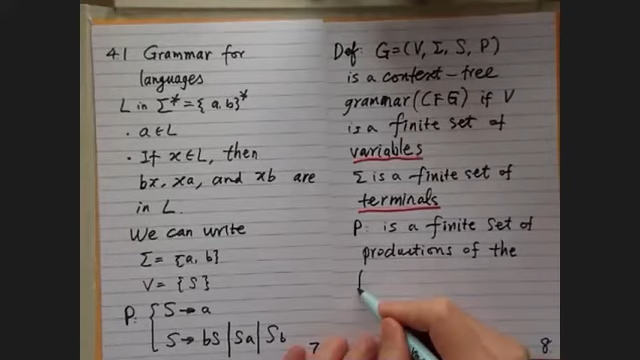 4.1 Grammar for
languages
L in Σ* = {a, b}*
· a ∈ L
· If x ∈ L, then
bx, xa, and xb are
in L.
We can write
Σ = {a, b}
V = {S}
P: { S → a
S → bS | Sa | Sb
7
Def: G = (V, Σ, S, P)
is a context-free
grammar (CFG) if V
is a finite set of
variables
Σ is a finite set of
terminals
P: is a finite set of
productions of the
8